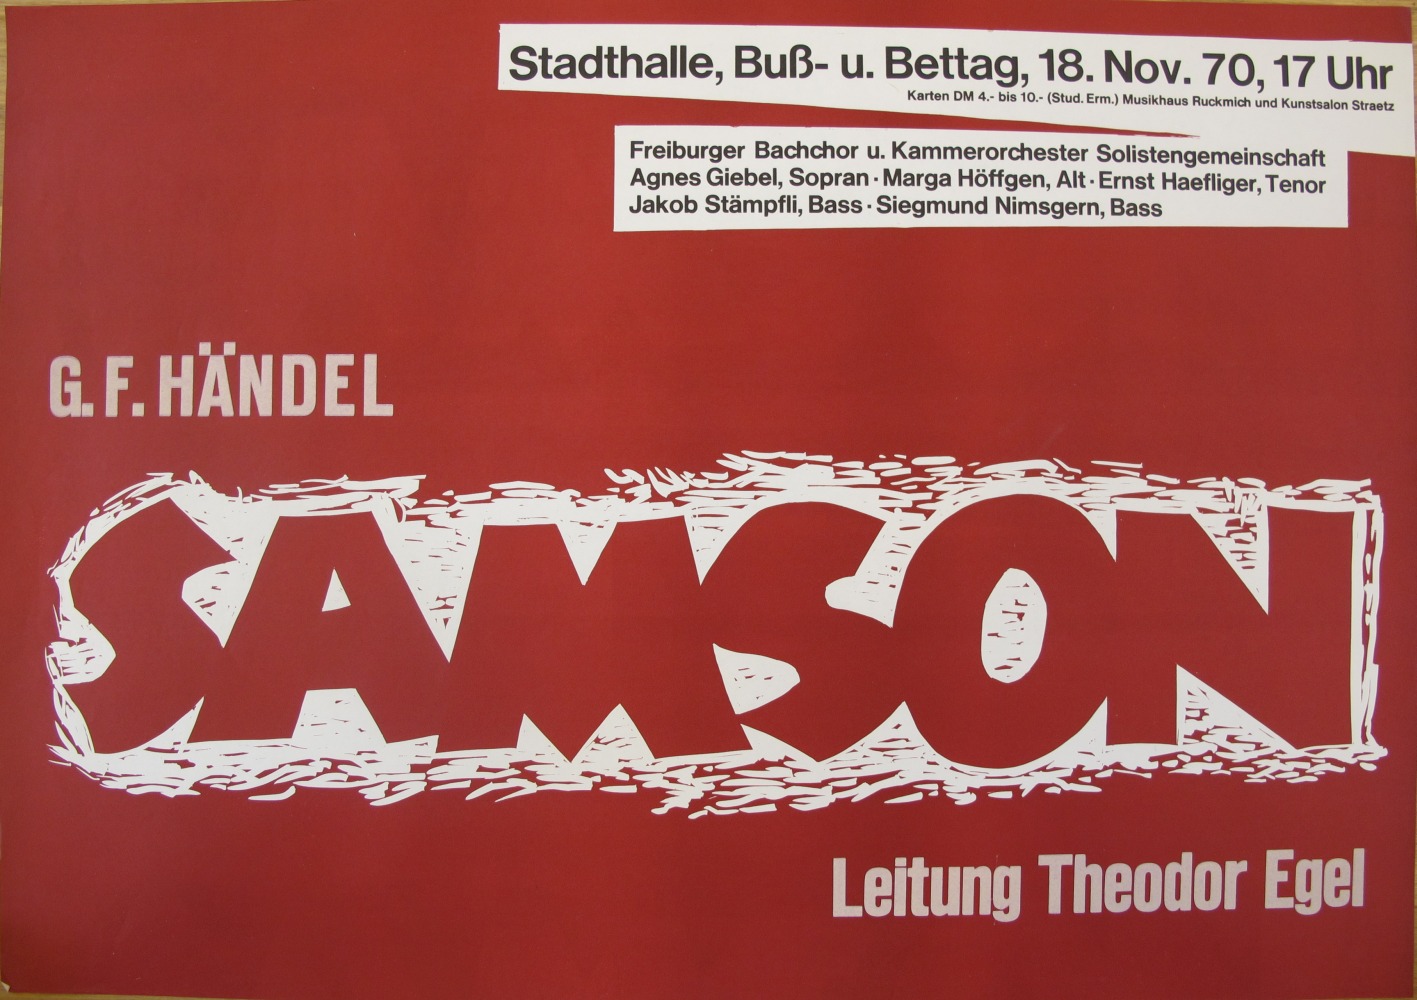 Stadthalle, Buß- u. Bettag, 18. Nov. 70, 17 Uhr
Karten DM 4.- bis 10.- (Stud. Erm.) Musikhaus Ruckmich und Kunstsalon Straetz
Freiburger Bachchor u. Kammerorchester Solistengemeinschaft
Agnes Giebel, Sopran · Marga Höffgen, Alt · Ernst Haefliger, Tenor
Jakob Stämpfli, Bass · Siegmund Nimsgern, Bass
G. F. HÄNDEL
SAMSON
Leitung Theodor Egel